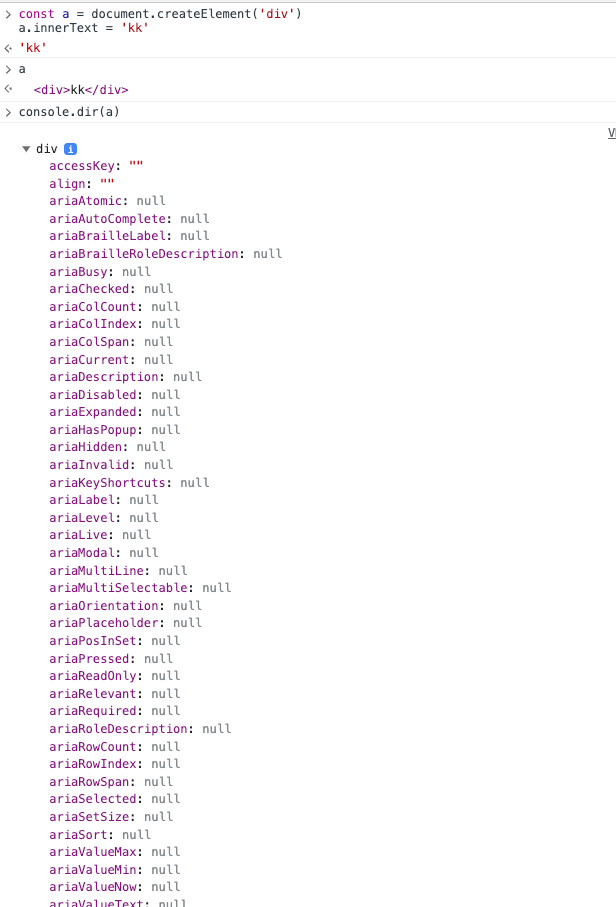 const a = document.createElement('div')
a.innerText = 'kk'
'kk'
a
<div>kk</div>
console.dir(a)
div i
accessKey: ""
align: ""
ariaAtomic: null
ariaAutoComplete: null
ariaBrailleLabel: null
ariaBrailleRoleDescription: null
ariaBusy: null
ariaChecked: null
ariaColCount: null
ariaColIndex: null
ariaColSpan: null
ariaCurrent: null
ariaDescription: null
ariaDisabled: null
ariaExpanded: null
ariaHasPopup: null
ariaHidden: null
ariaInvalid: null
ariaKeyShortcuts: null
ariaLabel: null
ariaLevel: null
ariaLive: null
ariaModal: null
ariaMultiLine: null
ariaMultiSelectable: null
ariaOrientation: null
ariaPlaceholder: null
ariaPosInSet: null
ariaPressed: null
ariaReadOnly: null
ariaRelevant: null
ariaRequired: null
ariaRoleDescription: null
ariaRowCount: null
ariaRowIndex: null
ariaRowSpan: null
ariaSelected: null
ariaSetSize: null
ariaSort: null
ariaValueMax: null
ariaValueMin: null
ariaValueNow: null
ariaValueText: null